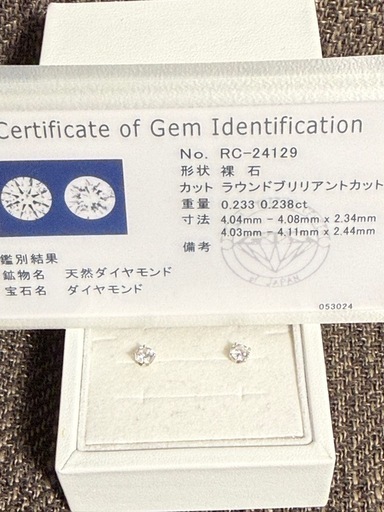 Certificate of Gem Identification
No. RC-24129
形状 裸 石
カット ラウンドブリリアントカット
重量 0.233 0.238ct
寸法 4.04mm - 4.08mm x 2.34mm
4.03mm - 4.11mm x 2.44mm
備考
鑑別結果
鉱物名 天然ダイヤモンド
宝石名 ダイヤモンド
JAPAN
053024